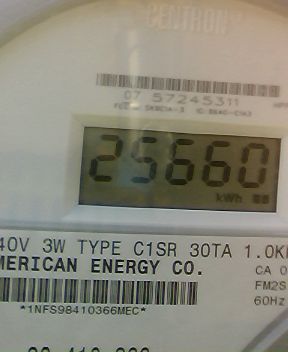 CENTRON
07 57245311
25660
kWh
40V 3W TYPE C1SR 30TA 1.0K
MERICAN ENERGY CO.
CA 0
FM2S
60Hz
*1NFS98410366MEC*